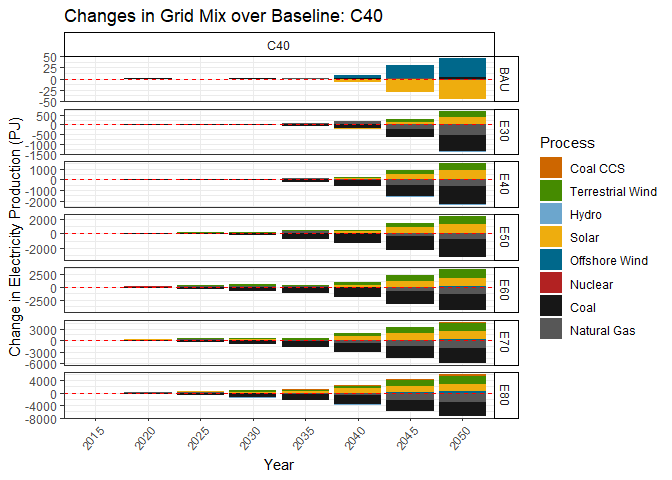 Changes in Grid Mix over Baseline: C40
C40
Change in Electricity Production (PJ)
50
25
0
-25
-50
BAU
500
0
-500
-1000
-1500
E30
1000
0
-1000
-2000
E40
2000
0
-2000
E50
2500
0
-2500
E60
3000
0
-3000
-6000
E70
4000
0
-4000
-8000
E80
2015
2020
2025
2030
2035
2040
2045
2050
Year
Process
Coal CCS
Terrestrial Wind
Hydro
Solar
Offshore Wind
Nuclear
Coal
Natural Gas